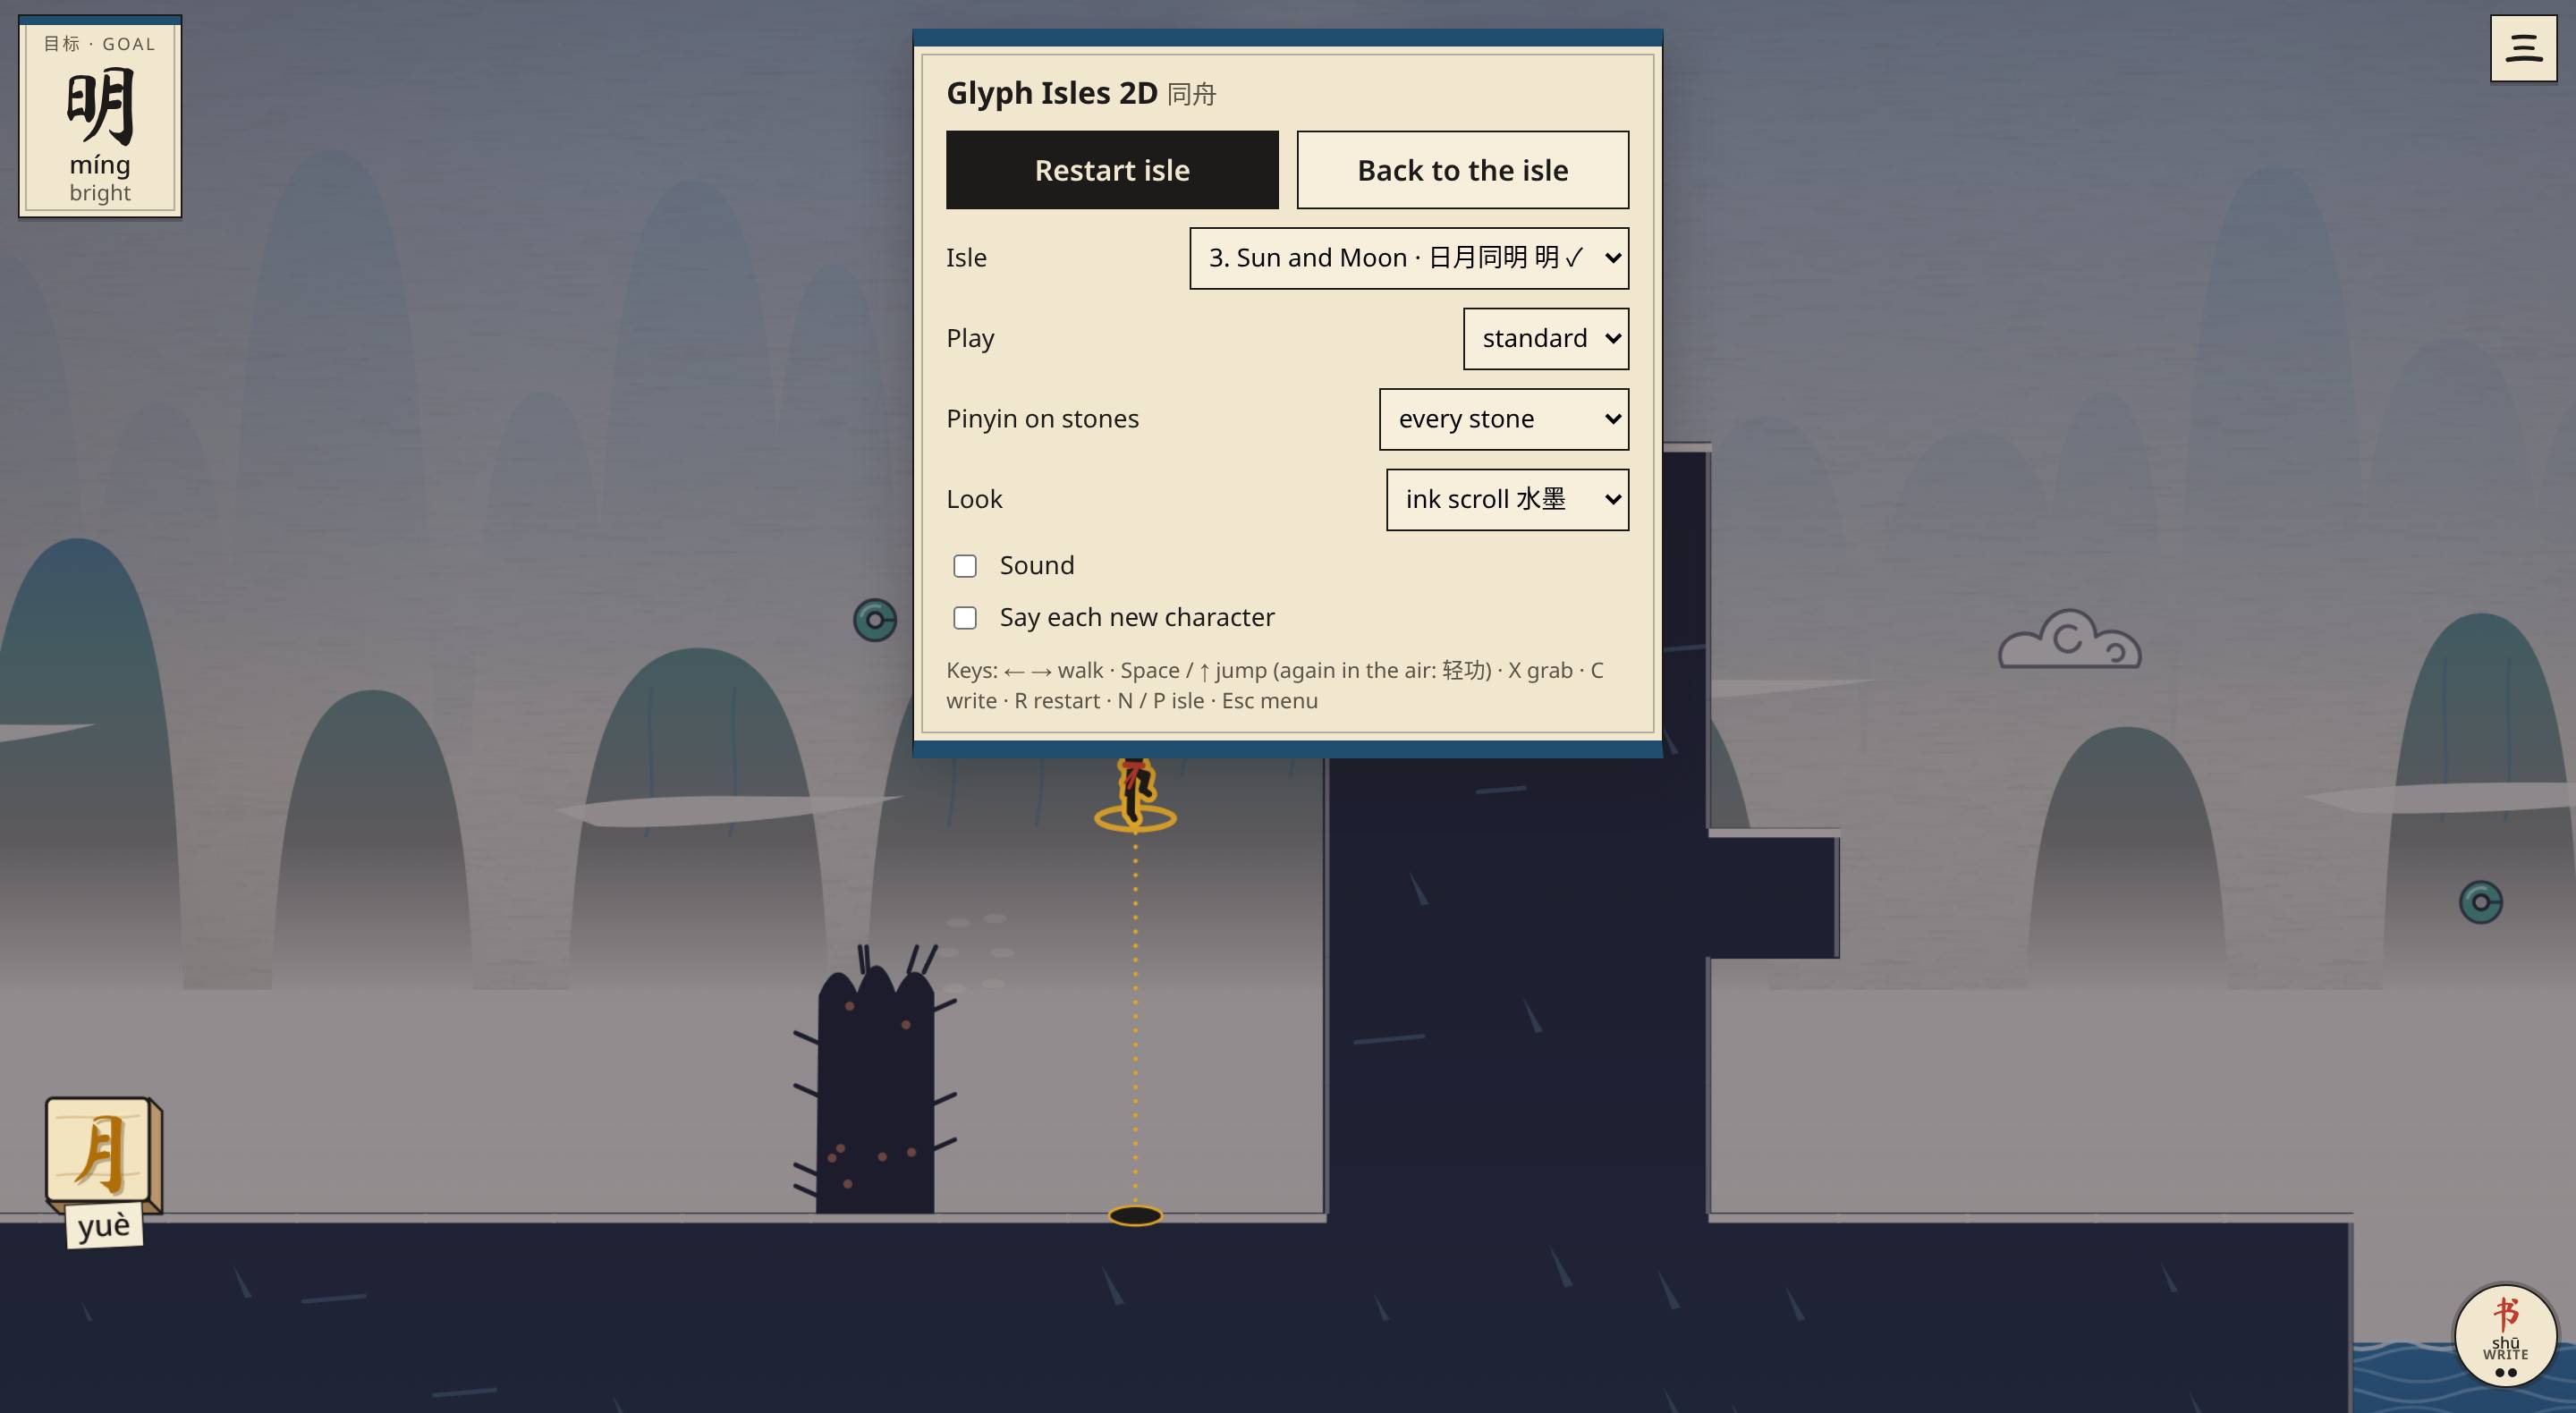 目标 · GOAL
明
míng
bright
三
Glyph Isles 2D 同舟
Restart isle
Back to the isle
Isle
3. Sun and Moon · 日月同明 明 ✓
Play
standard
Pinyin on stones
every stone
Look
ink scroll 水墨
Sound
Say each new character
Keys: ← → walk · Space / ↑ jump (again in the air: 轻功) · X grab · C
write · R restart · N / P isle · Esc menu
月
yuè
书
shū
WRITE